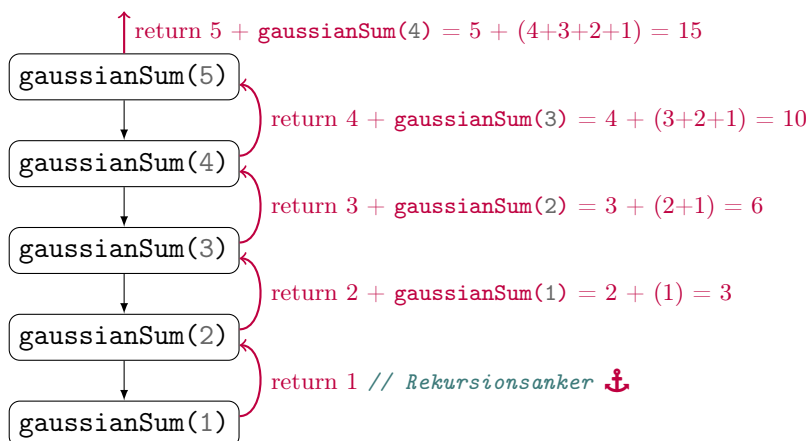 return 5 + gaussianSum(4) = 5 + (4+3+2+1) = 15
gaussianSum(5)
return 4 + gaussianSum(3) = 4 + (3+2+1) = 10
gaussianSum(4)
return 3 + gaussianSum(2) = 3 + (2+1) = 6
gaussianSum(3)
return 2 + gaussianSum(1) = 2 + (1) = 3
gaussianSum(2)
return 1 // Rekursionsanker ⚓
gaussianSum(1)